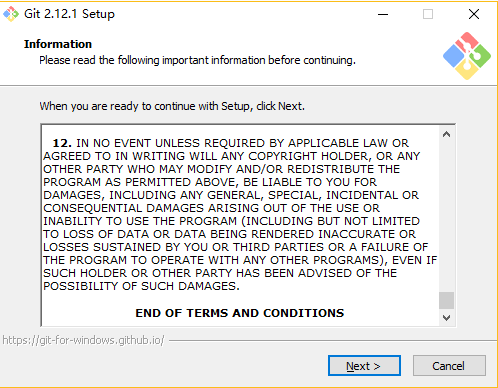 Git 2.12.1 Setup
Information
Please read the following important information before continuing.
When you are ready to continue with Setup, click Next.
12. IN NO EVENT UNLESS REQUIRED BY APPLICABLE LAW OR
AGREED TO IN WRITING WILL ANY COPYRIGHT HOLDER, OR ANY
OTHER PARTY WHO MAY MODIFY AND/OR REDISTRIBUTE THE
PROGRAM AS PERMITTED ABOVE, BE LIABLE TO YOU FOR
DAMAGES, INCLUDING ANY GENERAL, SPECIAL, INCIDENTAL OR
CONSEQUENTIAL DAMAGES ARISING OUT OF THE USE OR
INABILITY TO USE THE PROGRAM (INCLUDING BUT NOT LIMITED
TO LOSS OF DATA OR DATA BEING RENDERED INACCURATE OR
LOSSES SUSTAINED BY YOU OR THIRD PARTIES OR A FAILURE OF
THE PROGRAM TO OPERATE WITH ANY OTHER PROGRAMS), EVEN IF
SUCH HOLDER OR OTHER PARTY HAS BEEN ADVISED OF THE
POSSIBILITY OF SUCH DAMAGES.
END OF TERMS AND CONDITIONS
https://git-for-windows.github.io/
Next >
Cancel